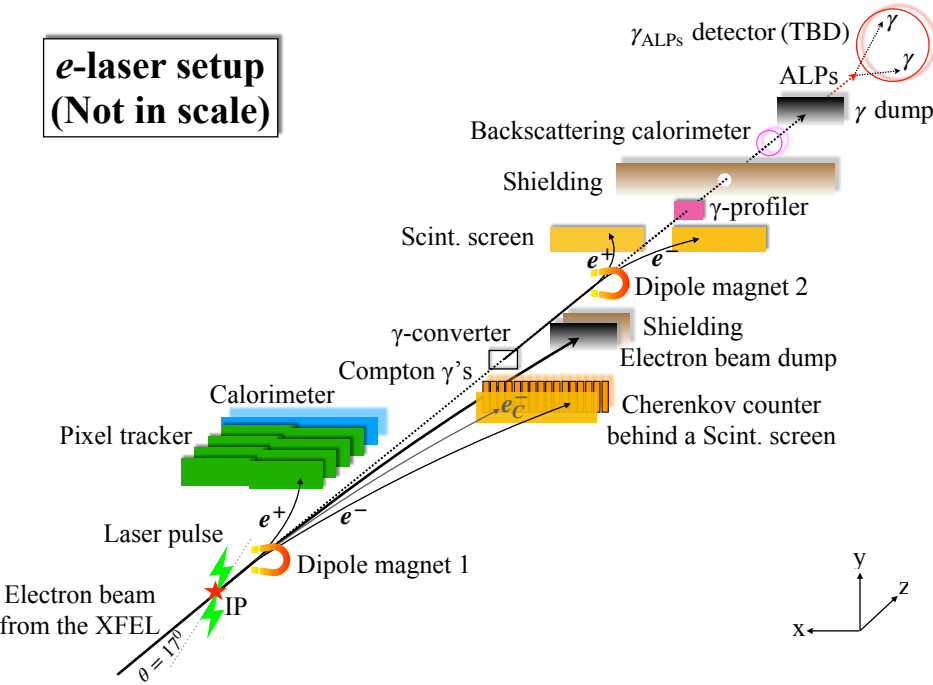 e-laser setup
(Not in scale)
γALPs detector (TBD)
γ
γ
ALPs
γ dump
Backscattering calorimeter
Shielding
γ-profiler
Scint. screen
e+
e−
Dipole magnet 2
γ-converter
Shielding
Compton γ's
Electron beam dump
Calorimeter
e−C
Cherenkov counter
behind a Scint. screen
Pixel tracker
e+
e−
Laser pulse
Dipole magnet 1
Electron beam
from the XFEL
IP
θ = 17⁰
y
z
x